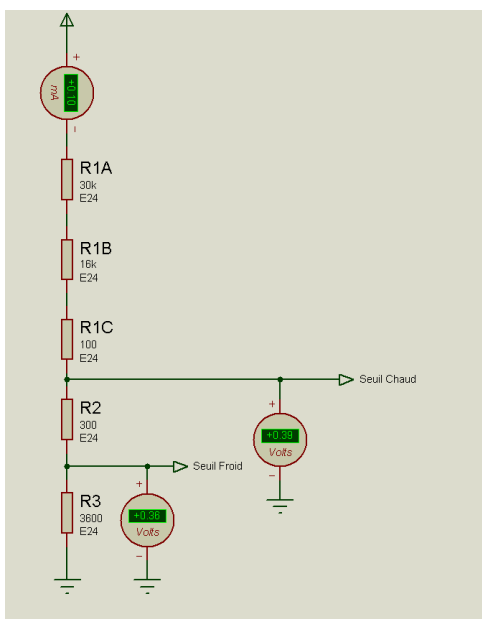 +
+0.10
mA
-
R1A
30k
E24
R1B
16k
E24
R1C
100
E24
Seuil Chaud
R2
300
E24
+
+0.39
Volts
-
Seuil Froid
R3
3600
E24
+
+0.36
Volts
-